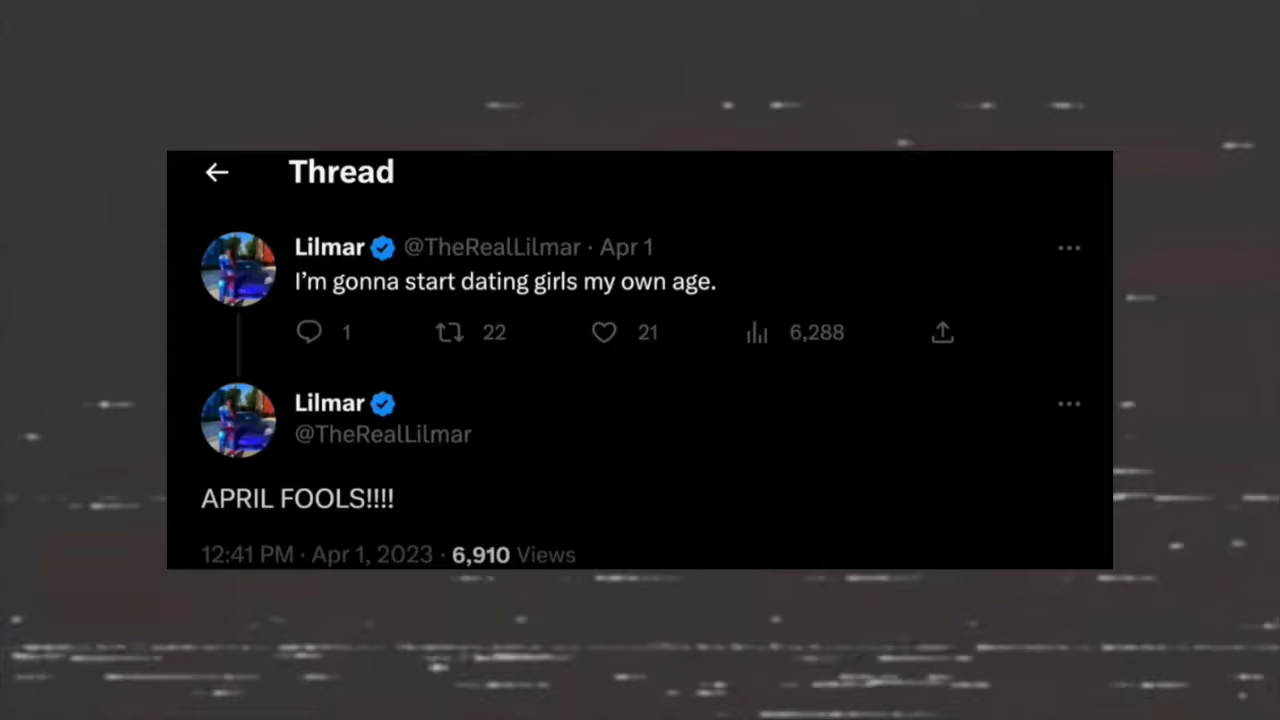 Thread
Lilmar @TheRealLilmar · Apr 1
I’m gonna start dating girls my own age.
1 22 21 6,288
Lilmar
@TheRealLilmar
APRIL FOOLS!!!!
12:41 PM · Apr 1, 2023 · 6,910 Views